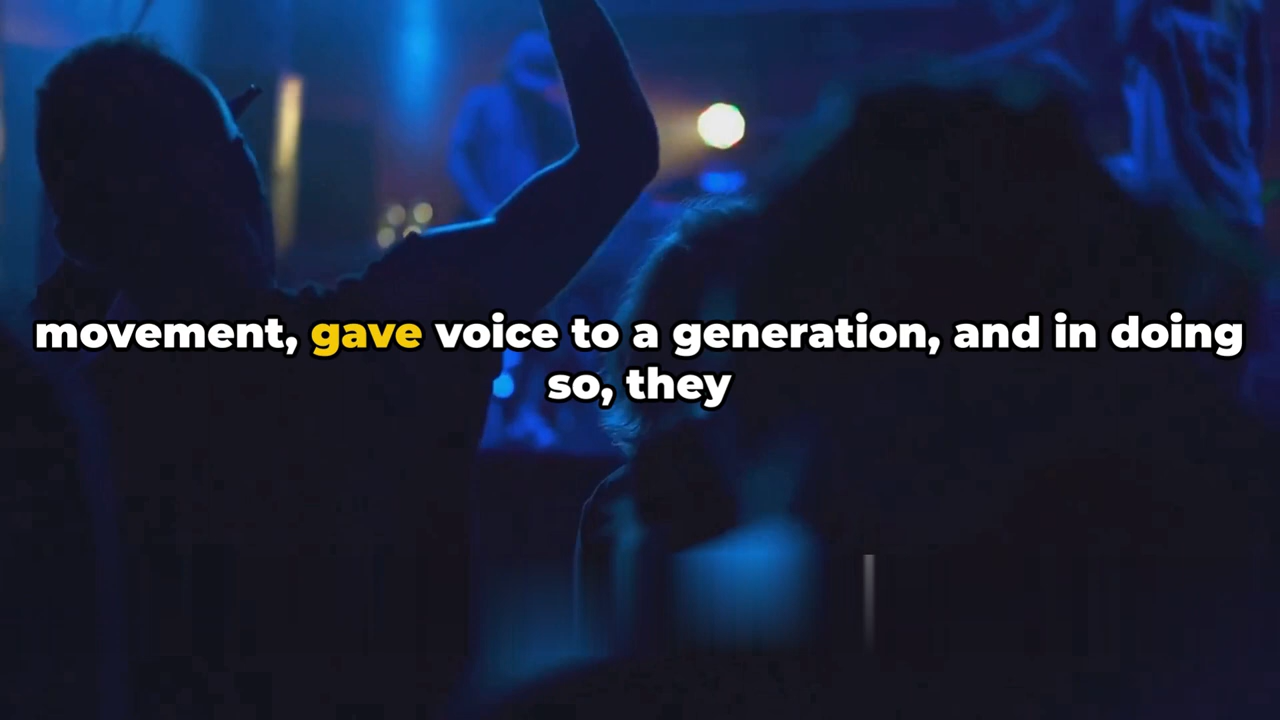 movement, gave voice to a generation, and in doing
so, they